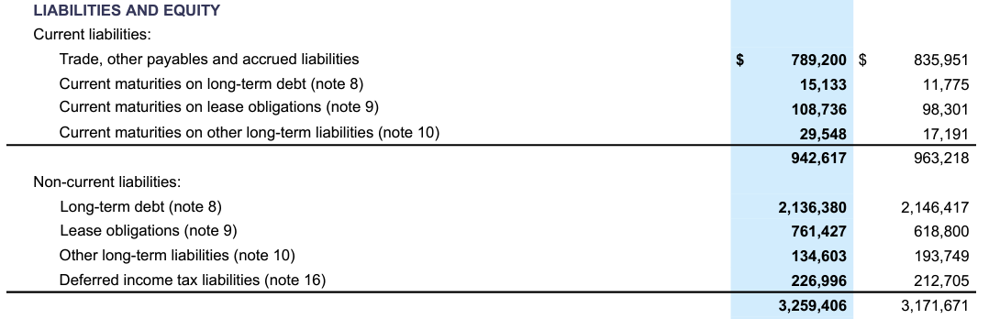 LIABILITIES AND EQUITY
Current liabilities:
Trade, other payables and accrued liabilities $ 789,200 $ 835,951
Current maturities on long-term debt (note 8) 15,133 11,775
Current maturities on lease obligations (note 9) 108,736 98,301
Current maturities on other long-term liabilities (note 10) 29,548 17,191
942,617 963,218
Non-current liabilities:
Long-term debt (note 8) 2,136,380 2,146,417
Lease obligations (note 9) 761,427 618,800
Other long-term liabilities (note 10) 134,603 193,749
Deferred income tax liabilities (note 16) 226,996 212,705
3,259,406 3,171,671